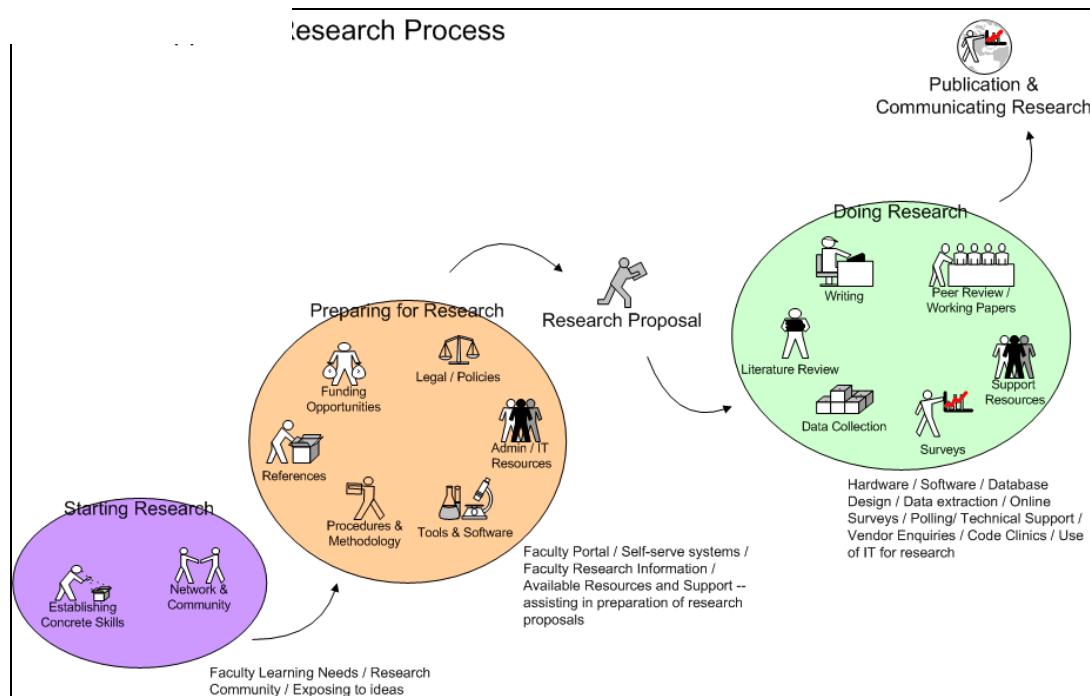 Research Process
Publication &
Communicating Research
Doing Research
Writing
Peer Review /
Working Papers
Literature Review
Support
Resources
Data Collection
Surveys
Hardware / Software / Database
Design / Data extraction / Online
Surveys / Polling/ Technical Support /
Vendor Enquiries / Code Clinics / Use
of IT for research
Research Proposal
Preparing for Research
Funding
Opportunities
Legal / Policies
References
Admin / IT
Resources
Procedures &
Methodology
Tools & Software
Faculty Portal / Self-serve systems /
Faculty Research Information /
Available Resources and Support --
assisting in preparation of research
proposals
Starting Research
Establishing
Concrete Skills
Network &
Community
Faculty Learning Needs / Research
Community / Exposing to ideas